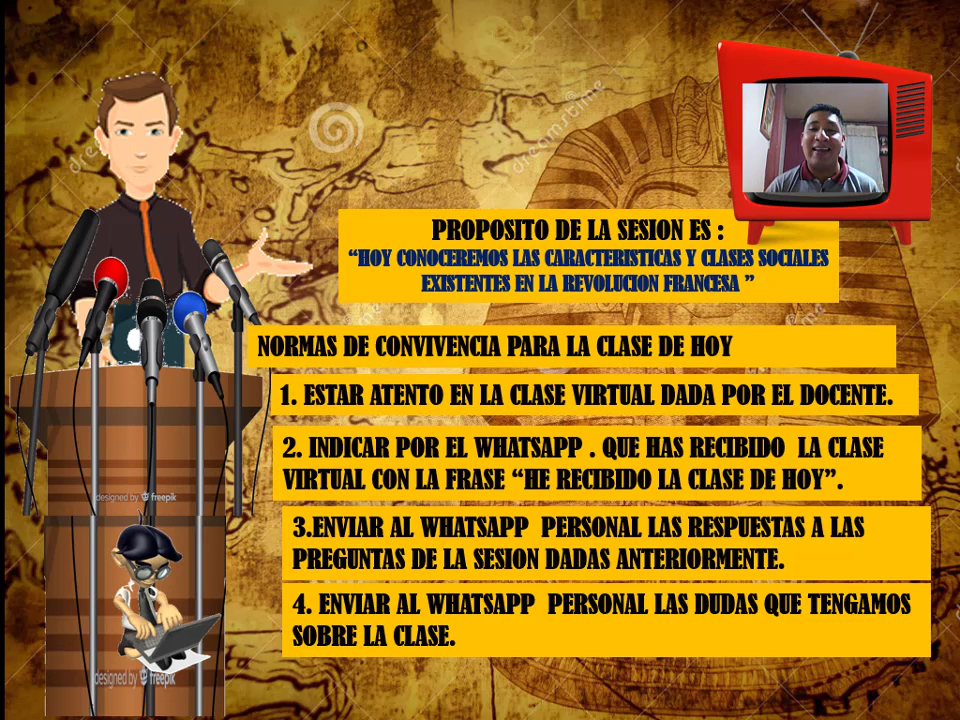 PROPOSITO DE LA SESION ES :
“HOY CONOCEREMOS LAS CARACTERISTICAS Y CLASES SOCIALES
EXISTENTES EN LA REVOLUCION FRANCESA ”
NORMAS DE CONVIVENCIA PARA LA CLASE DE HOY
1. ESTAR ATENTO EN LA CLASE VIRTUAL DADA POR EL DOCENTE.
2. INDICAR POR EL WHATSAPP . QUE HAS RECIBIDO LA CLASE
VIRTUAL CON LA FRASE “HE RECIBIDO LA CLASE DE HOY”.
3.ENVIAR AL WHATSAPP PERSONAL LAS RESPUESTAS A LAS
PREGUNTAS DE LA SESION DADAS ANTERIORMENTE.
4. ENVIAR AL WHATSAPP PERSONAL LAS DUDAS QUE TENGAMOS
SOBRE LA CLASE.
dreamstime
designed by freepik
designed by freepik